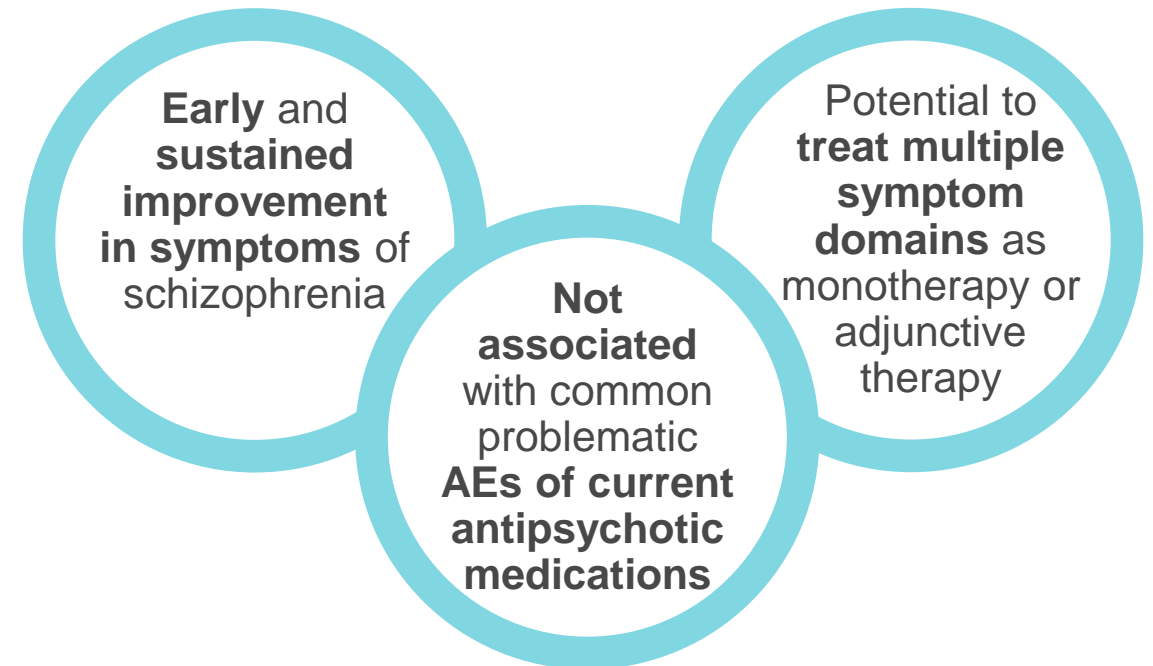 Early and
sustained
improvement
in symptoms of
schizophrenia
Not
associated
with common
problematic
AEs of current
antipsychotic
medications
Potential to
treat multiple
symptom
domains as
monotherapy or
adjunctive
therapy